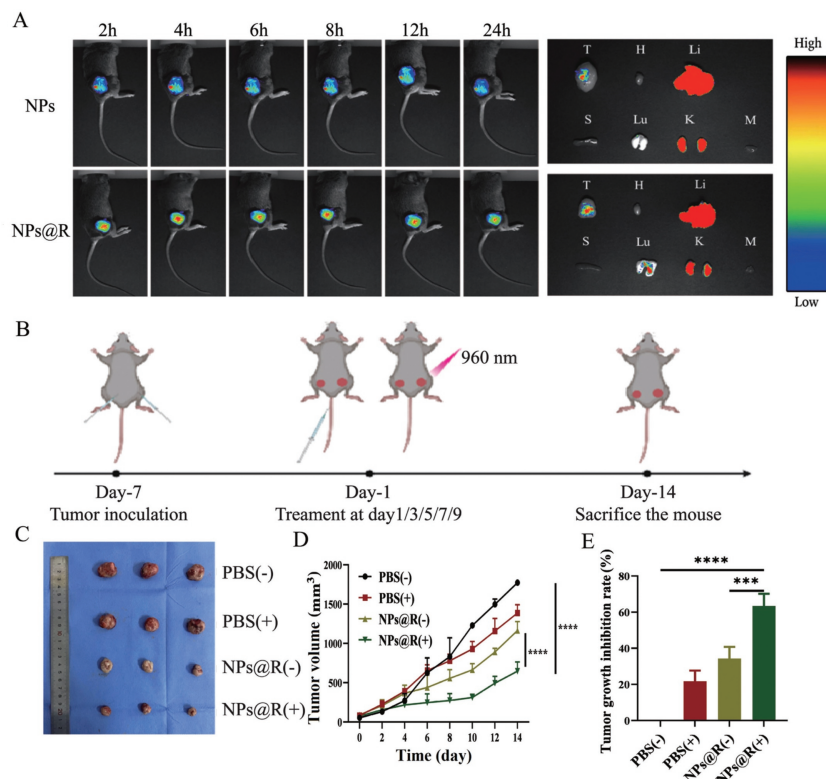 A
2h 4h 6h 8h 12h 24h
High
NPs
T H Li
S Lu K M
NPs@R
T H Li
S Lu K M
Low
B
960 nm
Day-7 Day-1 Day-14
Tumor inoculation Treament at day1/3/5/7/9 Sacrifice the mouse
C
PBS(-)
PBS(+)
NPs@R(-)
NPs@R(+)
D
Tumor volume (mm³)
2000
1500
1000
500
0
PBS(-)
PBS(+)
NPs@R(-)
NPs@R(+)
****
****
0 2 4 6 8 10 12 14
Time (day)
E
Tumor growth inhibition rate (%)
80
60
40
20
0
****
***
PBS(-) PBS(+) NPs@R(-) NPs@R(+)